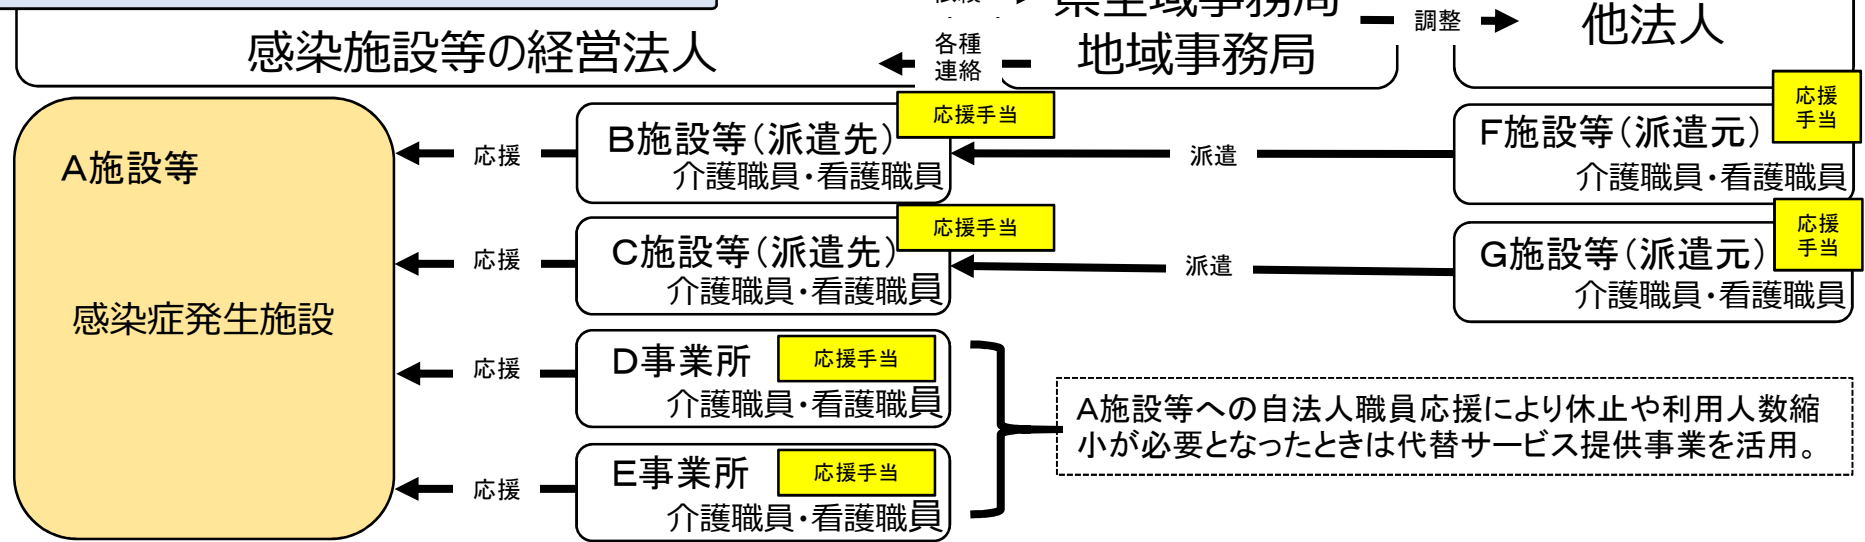 県全域事務局
地域事務局
調整
他法人
感染施設等の経営法人
各種
連絡
A施設等
感染症発生施設
応援
B施設等(派遣先)
介護職員・看護職員
応援手当
派遣
F施設等(派遣元)
介護職員・看護職員
応援
手当
応援
C施設等(派遣先)
介護職員・看護職員
応援手当
派遣
G施設等(派遣元)
介護職員・看護職員
応援
手当
応援
D事業所
応援手当
介護職員・看護職員
応援
E事業所
応援手当
介護職員・看護職員
A施設等への自法人職員応援により休止や利用人数縮
小が必要となったときは代替サービス提供事業を活用。